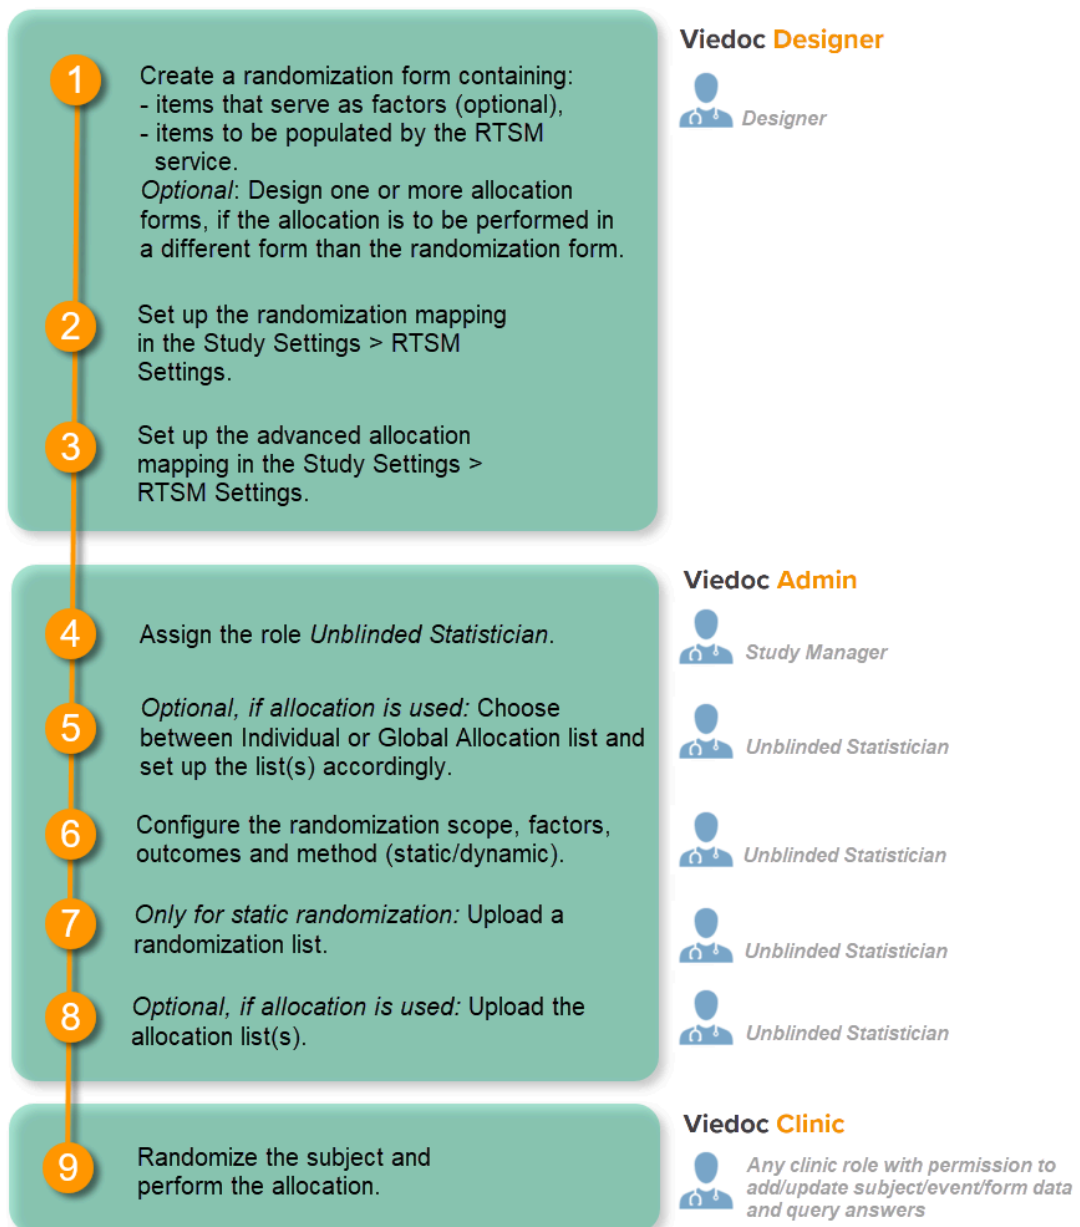 Viedoc Designer
1
Create a randomization form containing:
- items that serve as factors (optional),
- items to be populated by the RTSM
service.
Optional: Design one or more allocation
forms, if the allocation is to be performed in
a different form than the randomization form.
Designer
2
Set up the randomization mapping
in the Study Settings > RTSM
Settings.
3
Set up the advanced allocation
mapping in the Study Settings >
RTSM Settings.
Viedoc Admin
4
Assign the role Unblinded Statistician.
Study Manager
5
Optional, if allocation is used: Choose
between Individual or Global Allocation list and
set up the list(s) accordingly.
Unblinded Statistician
6
Configure the randomization scope, factors,
outcomes and method (static/dynamic).
Unblinded Statistician
7
Only for static randomization: Upload a
randomization list.
Unblinded Statistician
8
Optional, if allocation is used: Upload the
allocation list(s).
Unblinded Statistician
Viedoc Clinic
9
Randomize the subject and
perform the allocation.
Any clinic role with permission to
add/update subject/event/form data
and query answers